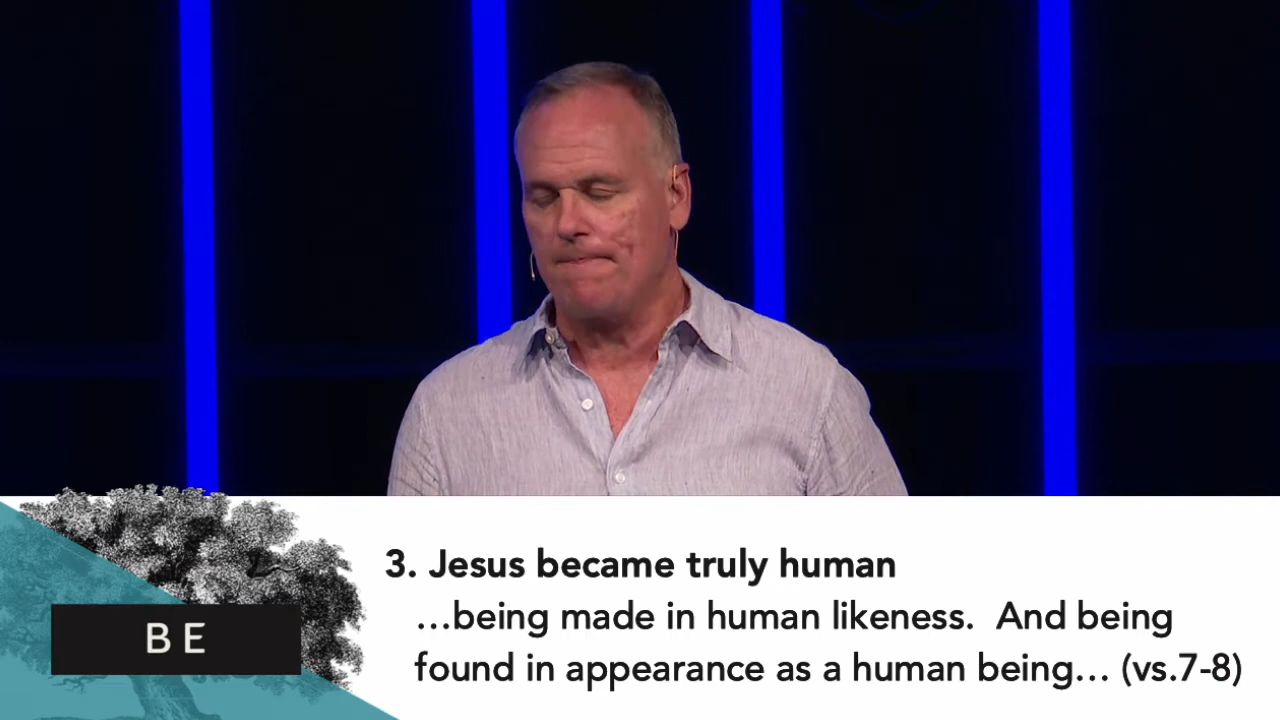 BE
3. Jesus became truly human
...being made in human likeness.  And being
found in appearance as a human being... (vs.7-8)